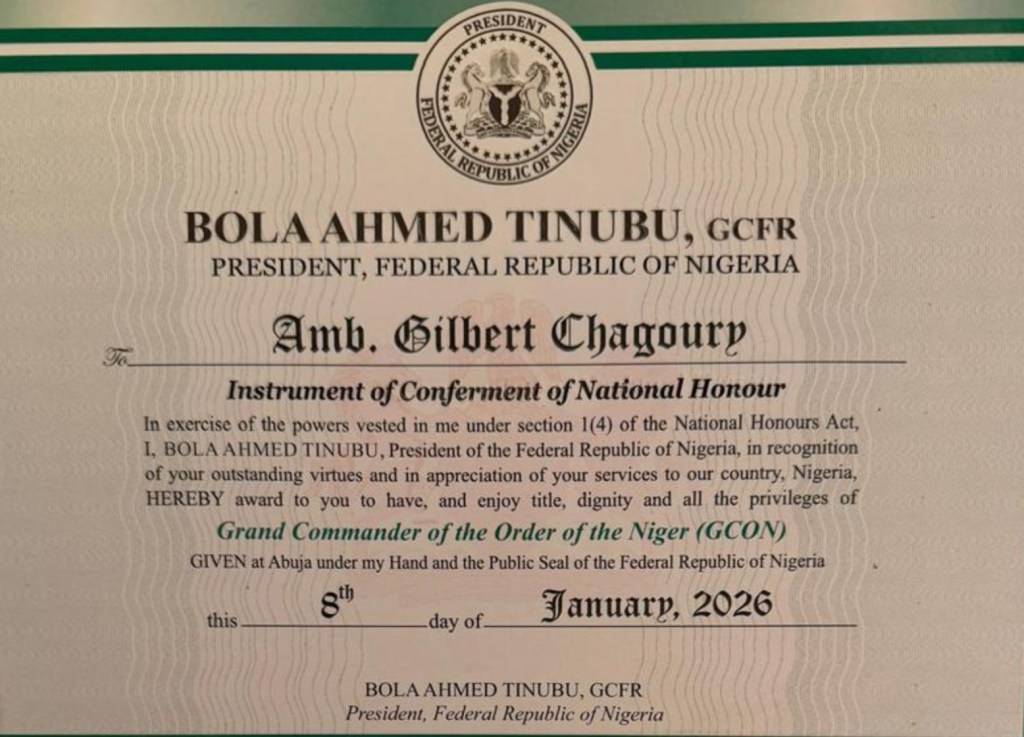 PRESIDENT
FEDERAL REPUBLIC OF NIGERIA
BOLA AHMED TINUBU, GCFR
PRESIDENT, FEDERAL REPUBLIC OF NIGERIA
To Amb. Gilbert Chagoury
Instrument of Conferment of National Honour
In exercise of the powers vested in me under section 1(4) of the National Honours Act,
I, BOLA AHMED TINUBU, President of the Federal Republic of Nigeria, in recognition
of your outstanding virtues and in appreciation of your services to our country, Nigeria,
HEREBY award to you to have, and enjoy title, dignity and all the privileges of
Grand Commander of the Order of the Niger (GCON)
GIVEN at Abuja under my Hand and the Public Seal of the Federal Republic of Nigeria
this 8th day of January, 2026
BOLA AHMED TINUBU, GCFR
President, Federal Republic of Nigeria